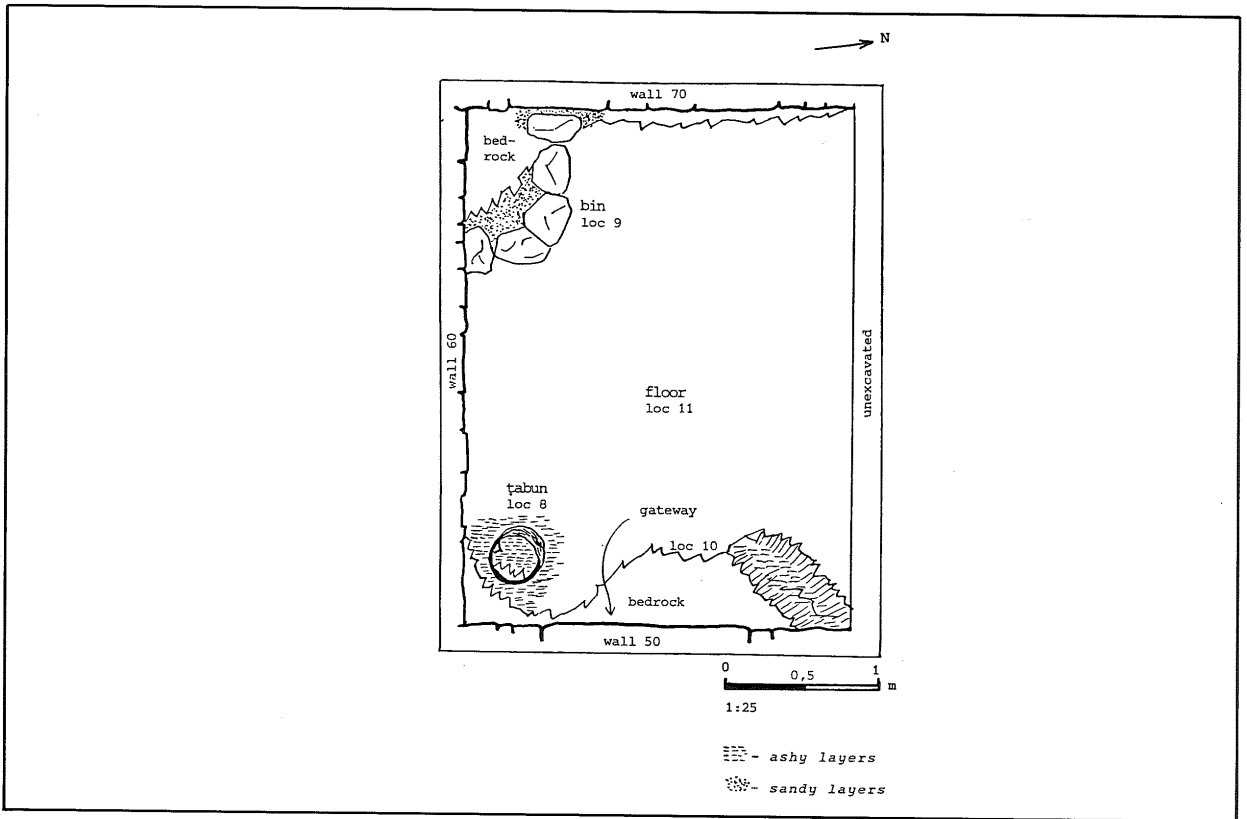 N
wall 70
bed-
rock
bin
loc 9
wall 60
unexcavated
floor
loc 11
ṭabun
loc 8
gateway
loc 10
bedrock
wall 50
0 0,5 1
m
1:25
- ashy layers
- sandy layers